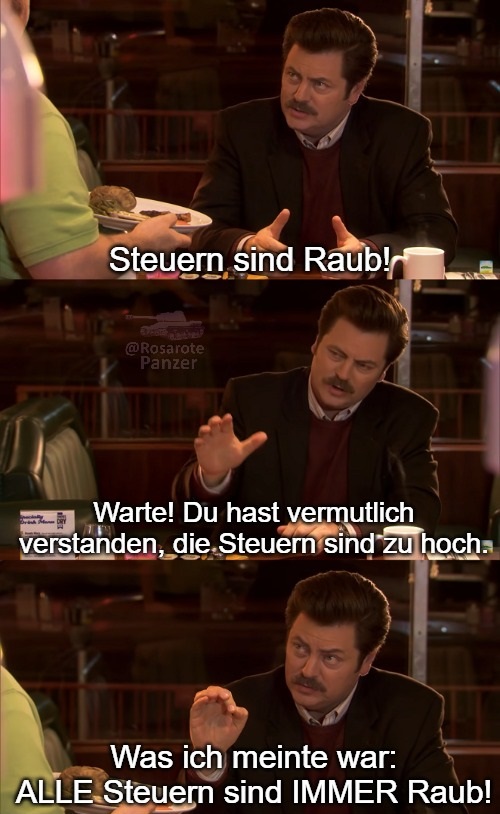 Steuern sind Raub!
@Rosarote
Panzer
Warte! Du hast vermutlich
verstanden, die Steuern sind zu hoch.
Was ich meinte war:
ALLE Steuern sind IMMER Raub!